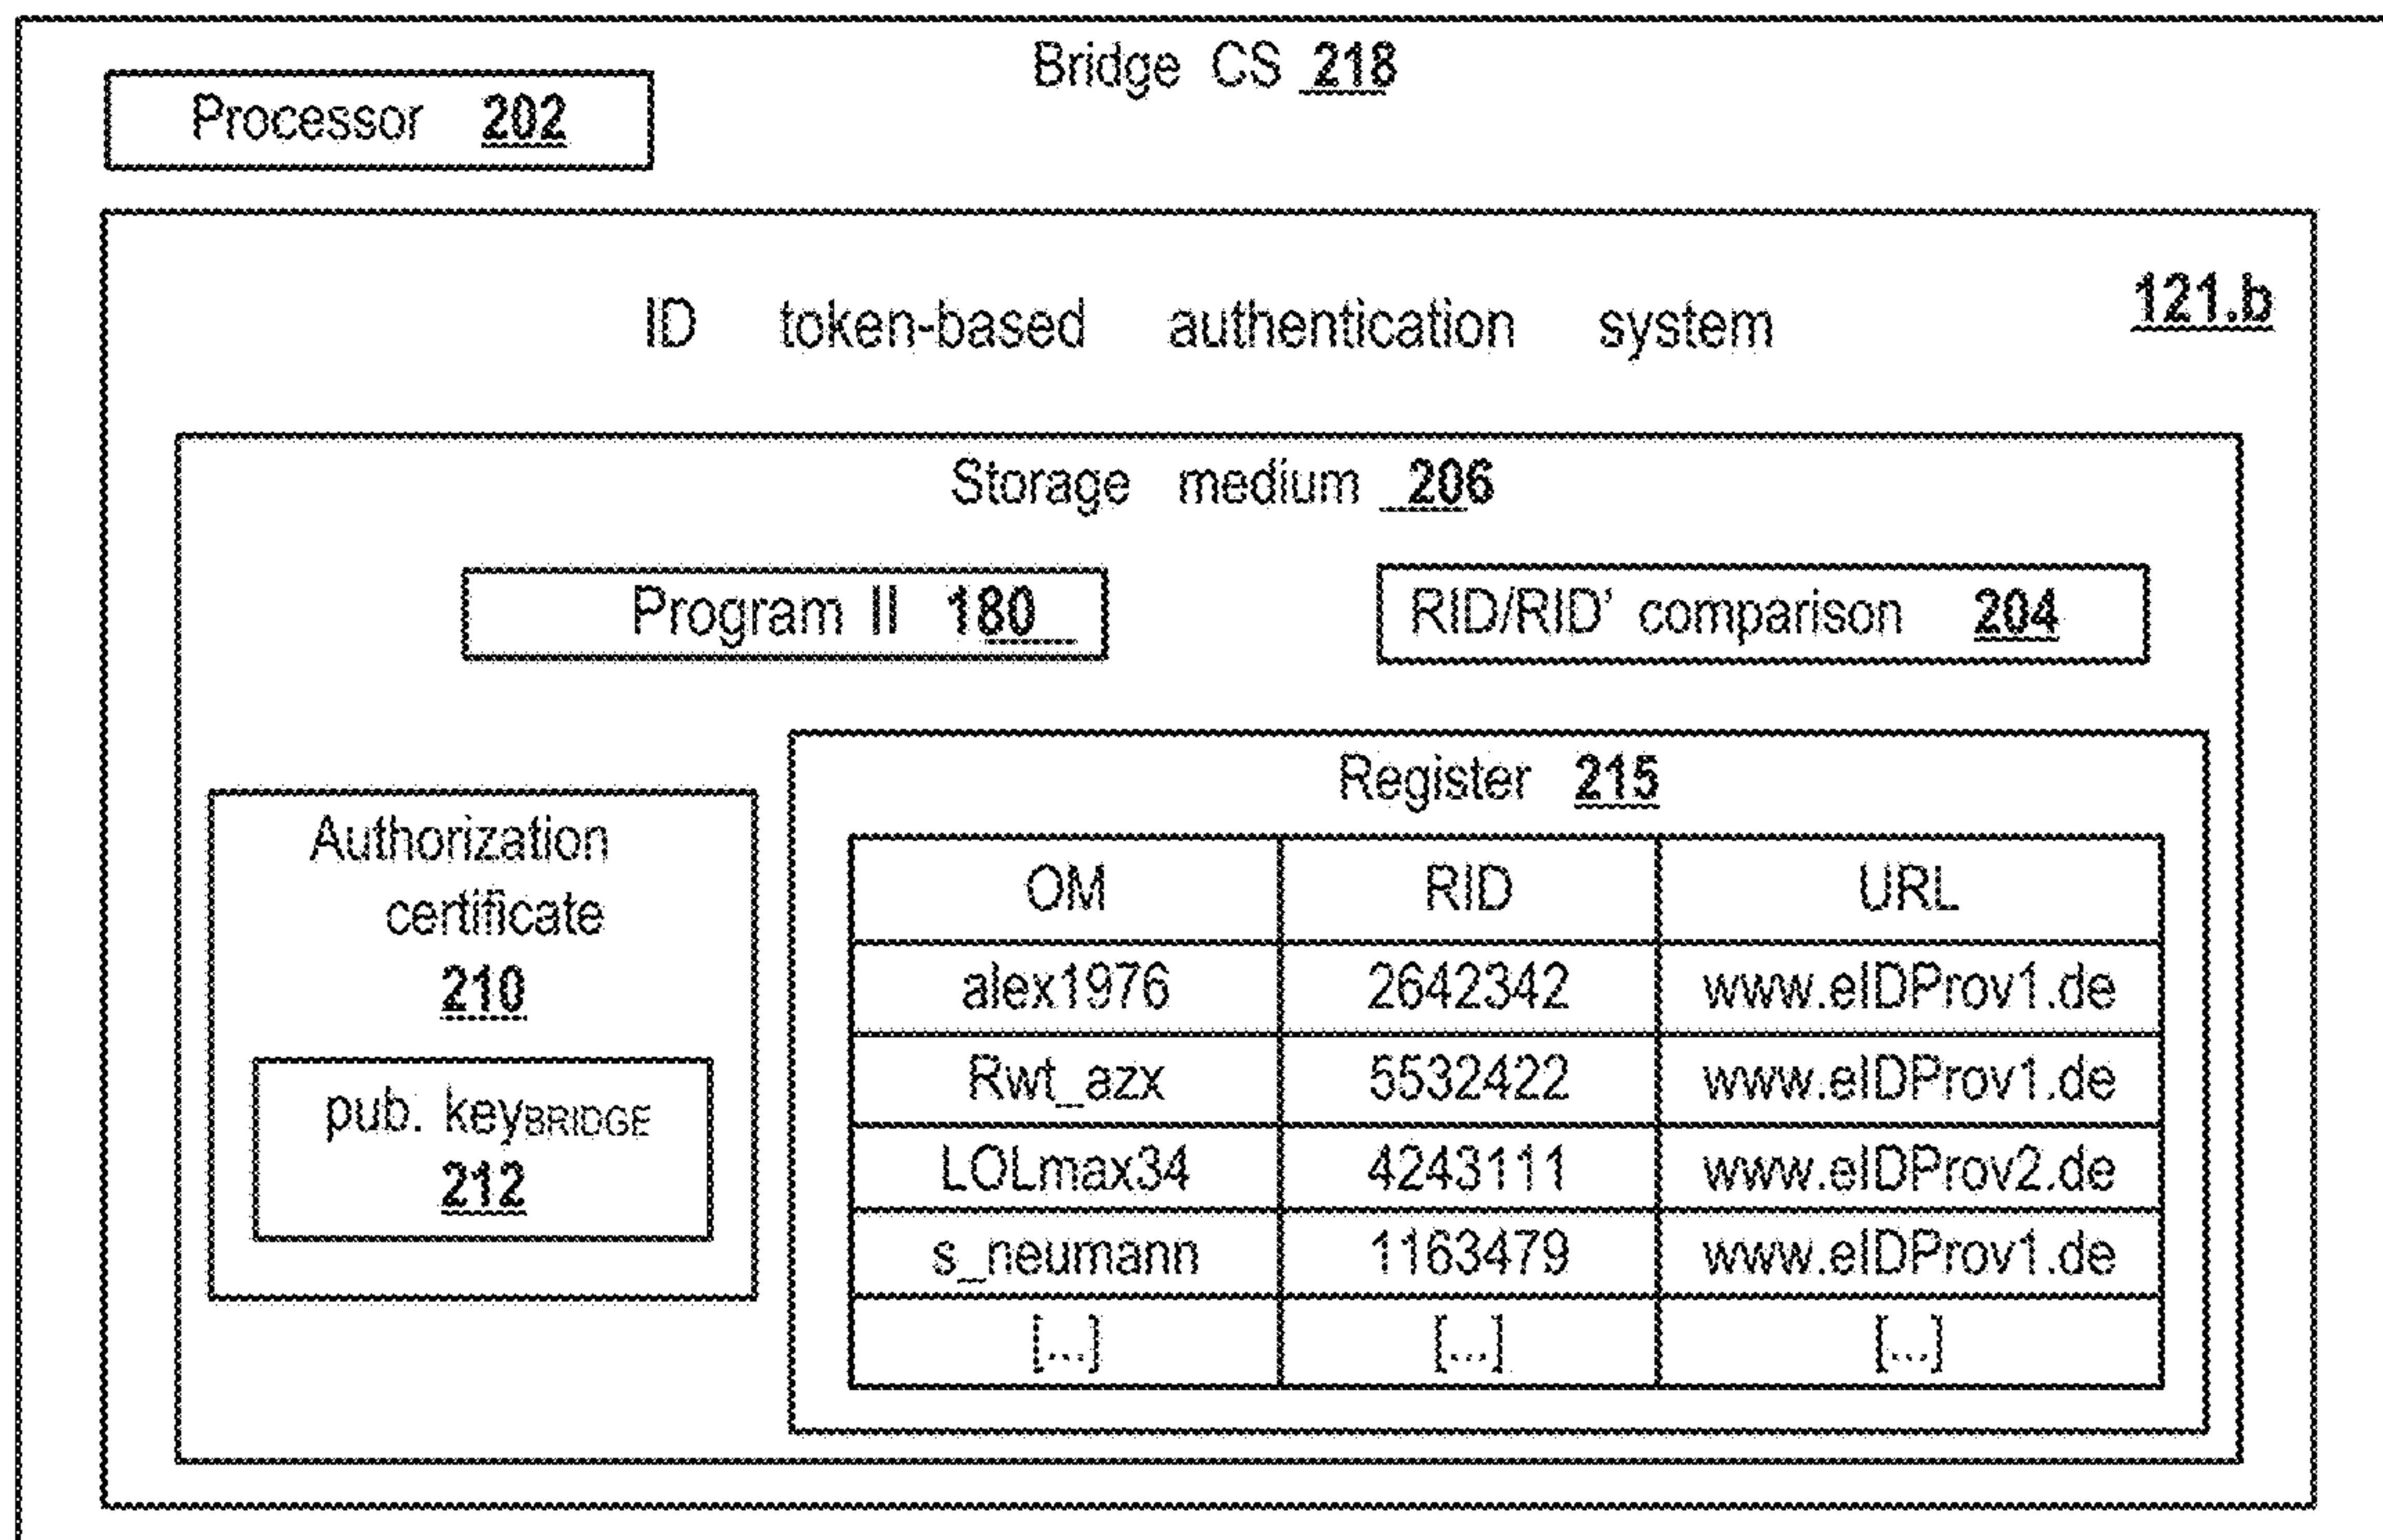 Bridge CS 218
Processor 202
ID token-based authentication system 121.b
Storage medium 206
Program II 180
RID/RID' comparison 204
Authorization
certificate
210
pub. keyBRIDGE
212
Register 215
OM RID URL
alex1976 2642342 www.eIDProv1.de
Rwt_azx 5532422 www.eIDProv1.de
LOLmax34 4243111 www.eIDProv2.de
s_neumann 1163479 www.eIDProv1.de
[...] [...] [...]